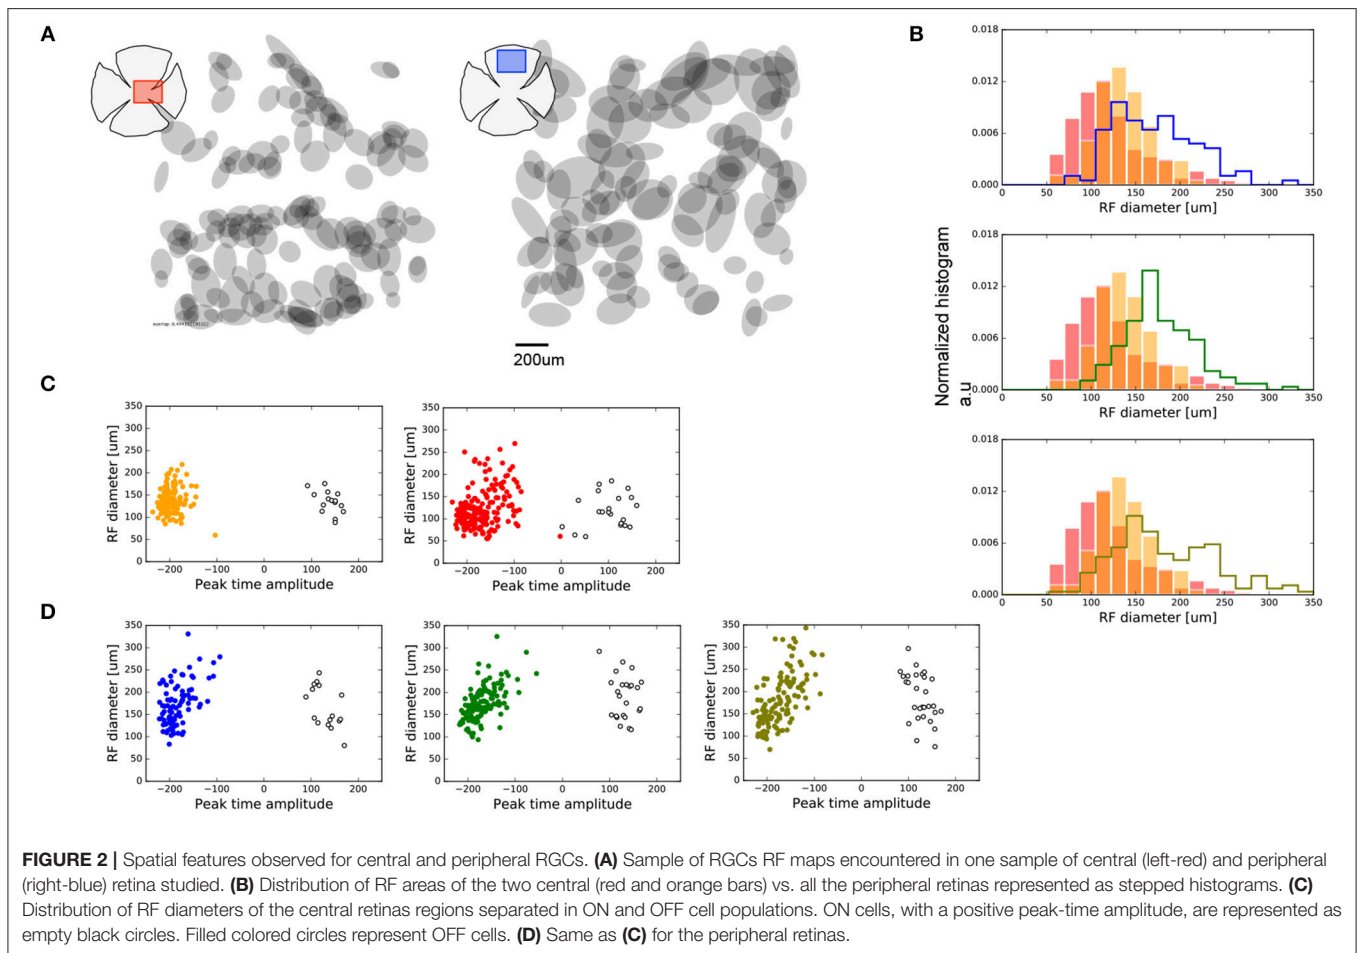 A
B
overlap 0.444
200um
0.018
0.012
0.006
0.000
0 50 100 150 200 250 300 350
RF diameter [um]
0.018
0.012
0.006
0.000
0 50 100 150 200 250 300 350
RF diameter [um]
0.018
0.012
0.006
0.000
0 50 100 150 200 250 300 350
RF diameter [um]
Normalized histogram
a.u
C
350
300
250
200
150
100
50
0
RF diameter [um]
−200 −100 0 100 200
Peak time amplitude
350
300
250
200
150
100
50
0
RF diameter [um]
−200 −100 0 100 200
Peak time amplitude
D
350
300
250
200
150
100
50
0
RF diameter [um]
−200 −100 0 100 200
Peak time amplitude
350
300
250
200
150
100
50
0
RF diameter [um]
−200 −100 0 100 200
Peak time amplitude
350
300
250
200
150
100
50
0
RF diameter [um]
−200 −100 0 100 200
Peak time amplitude
FIGURE 2 | Spatial features observed for central and peripheral RGCs. (A) Sample of RGCs RF maps encountered in one sample of central (left-red) and peripheral
(right-blue) retina studied. (B) Distribution of RF areas of the two central (red and orange bars) vs. all the peripheral retinas represented as stepped histograms. (C)
Distribution of RF diameters of the central retinas regions separated in ON and OFF cell populations. ON cells, with a positive peak-time amplitude, are represented as
empty black circles. Filled colored circles represent OFF cells. (D) Same as (C) for the peripheral retinas.